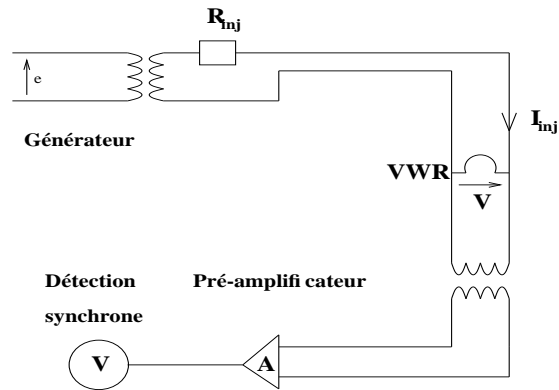 R_inj
e
Générateur
I_inj
VWR
V
Détection
synchrone
Pré-amplifi cateur
V
A